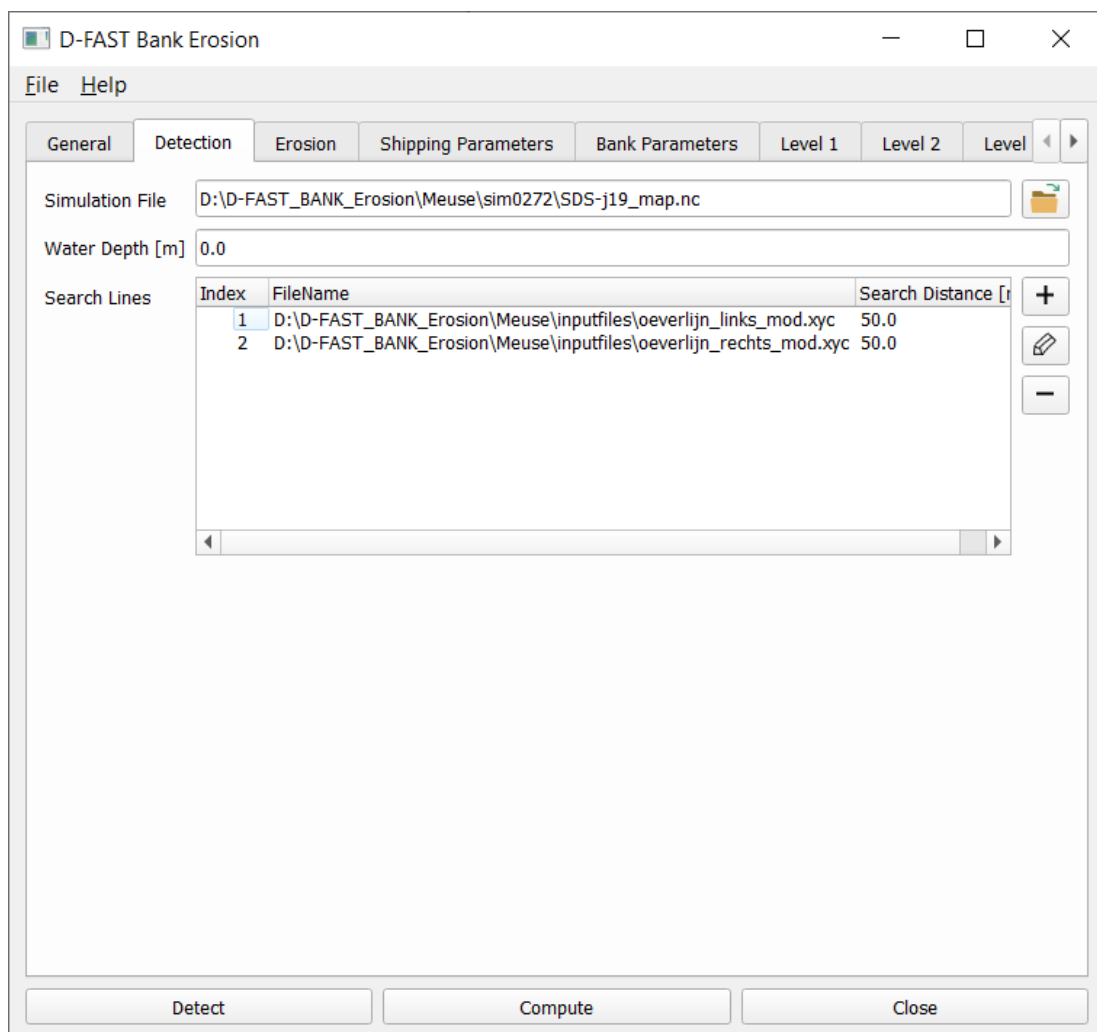 D-FAST Bank Erosion
File Help
General Detection Erosion Shipping Parameters Bank Parameters Level 1 Level 2 Level
Simulation File D:\D-FAST_BANK_Erosion\Meuse\sim0272\SDS-j19_map.nc
Water Depth [m] 0.0
Search Lines Index FileName Search Distance [
1 D:\D-FAST_BANK_Erosion\Meuse\inputfiles\oeverlijn_links_mod.xyc 50.0
2 D:\D-FAST_BANK_Erosion\Meuse\inputfiles\oeverlijn_rechts_mod.xyc 50.0
Detect Compute Close